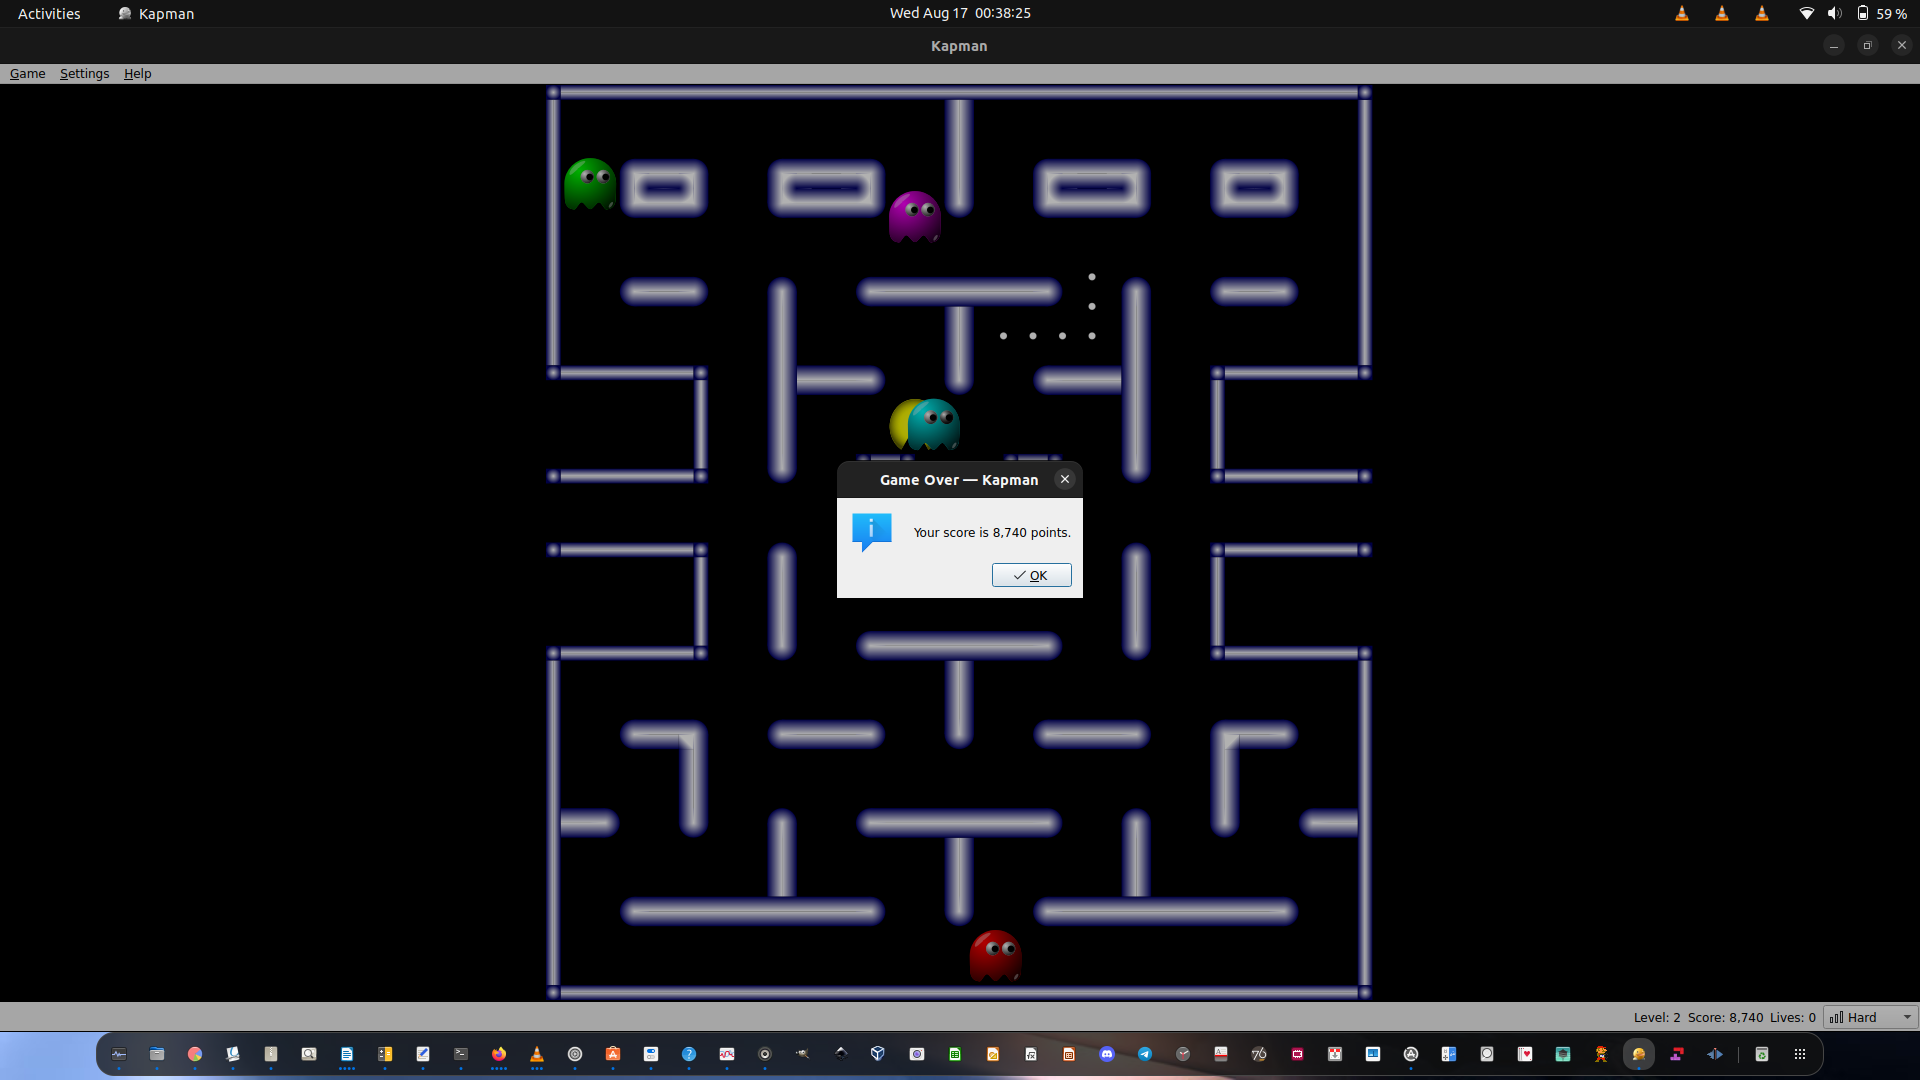 Activities
Kapman
Wed Aug 17 00:38:25
59 %
Kapman
Game Settings Help
Game Over — Kapman
Your score is 8,740 points.
OK
Level: 2 Score: 8,740 Lives: 0
Hard